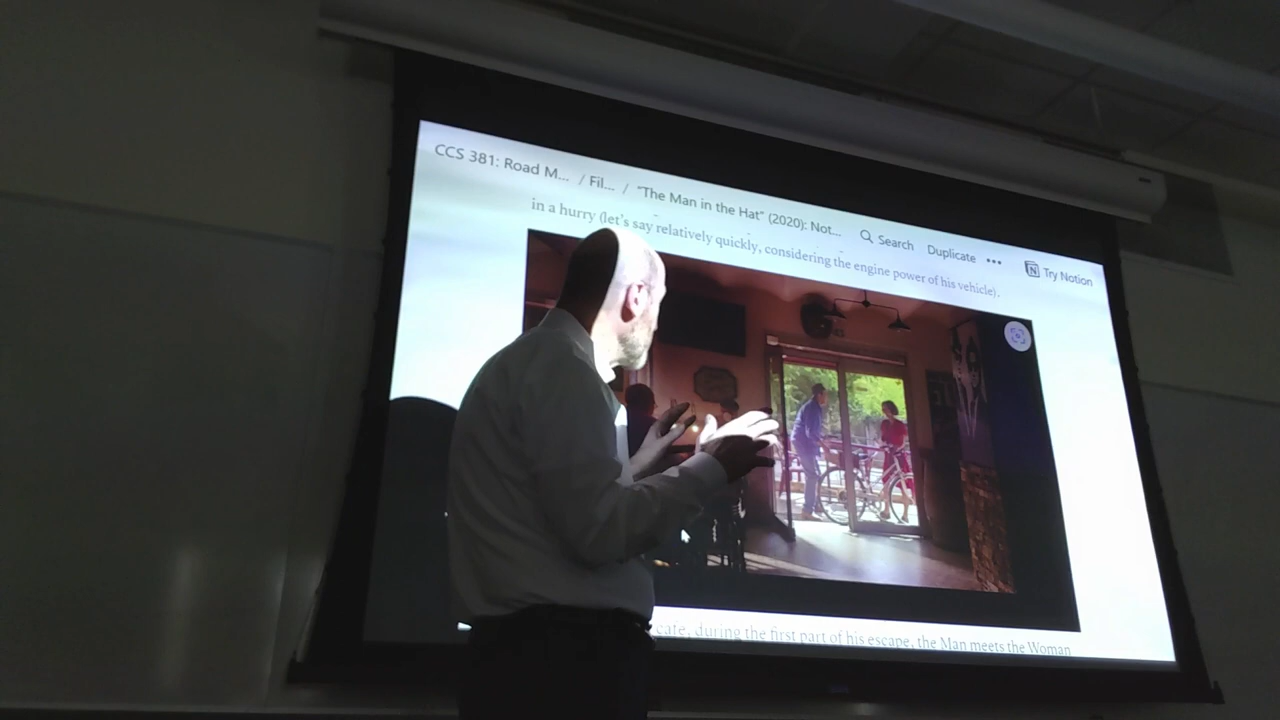 CCS 381: Road M... / Fil... / "The Man in the Hat" (2020): Not... Search Duplicate ••• N Try Notion
in a hurry (let's say relatively quickly, considering the engine power of his vehicle).
during the first part of his escape, the Man meets the Woman